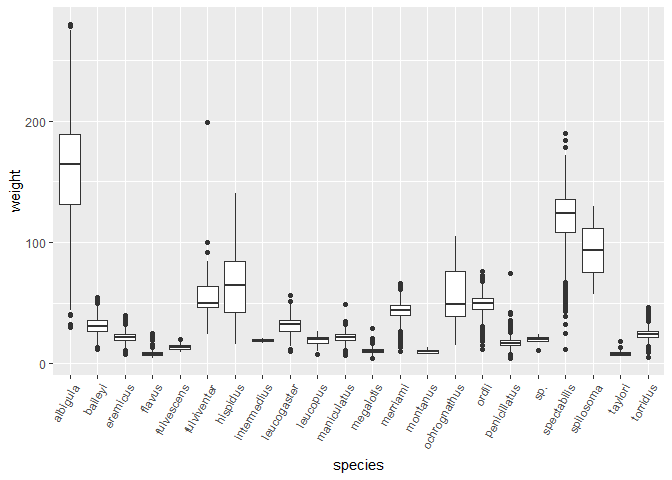 weight
200
100
0
albigula
baileyi
eremicus
flavus
fulvescens
fulviventer
hispidus
intermedius
leucogaster
leucopus
maniculatus
megalotis
merriami
montanus
ochrognathus
ordii
penicillatus
sp.
spectabilis
spilosoma
taylori
torridus
species